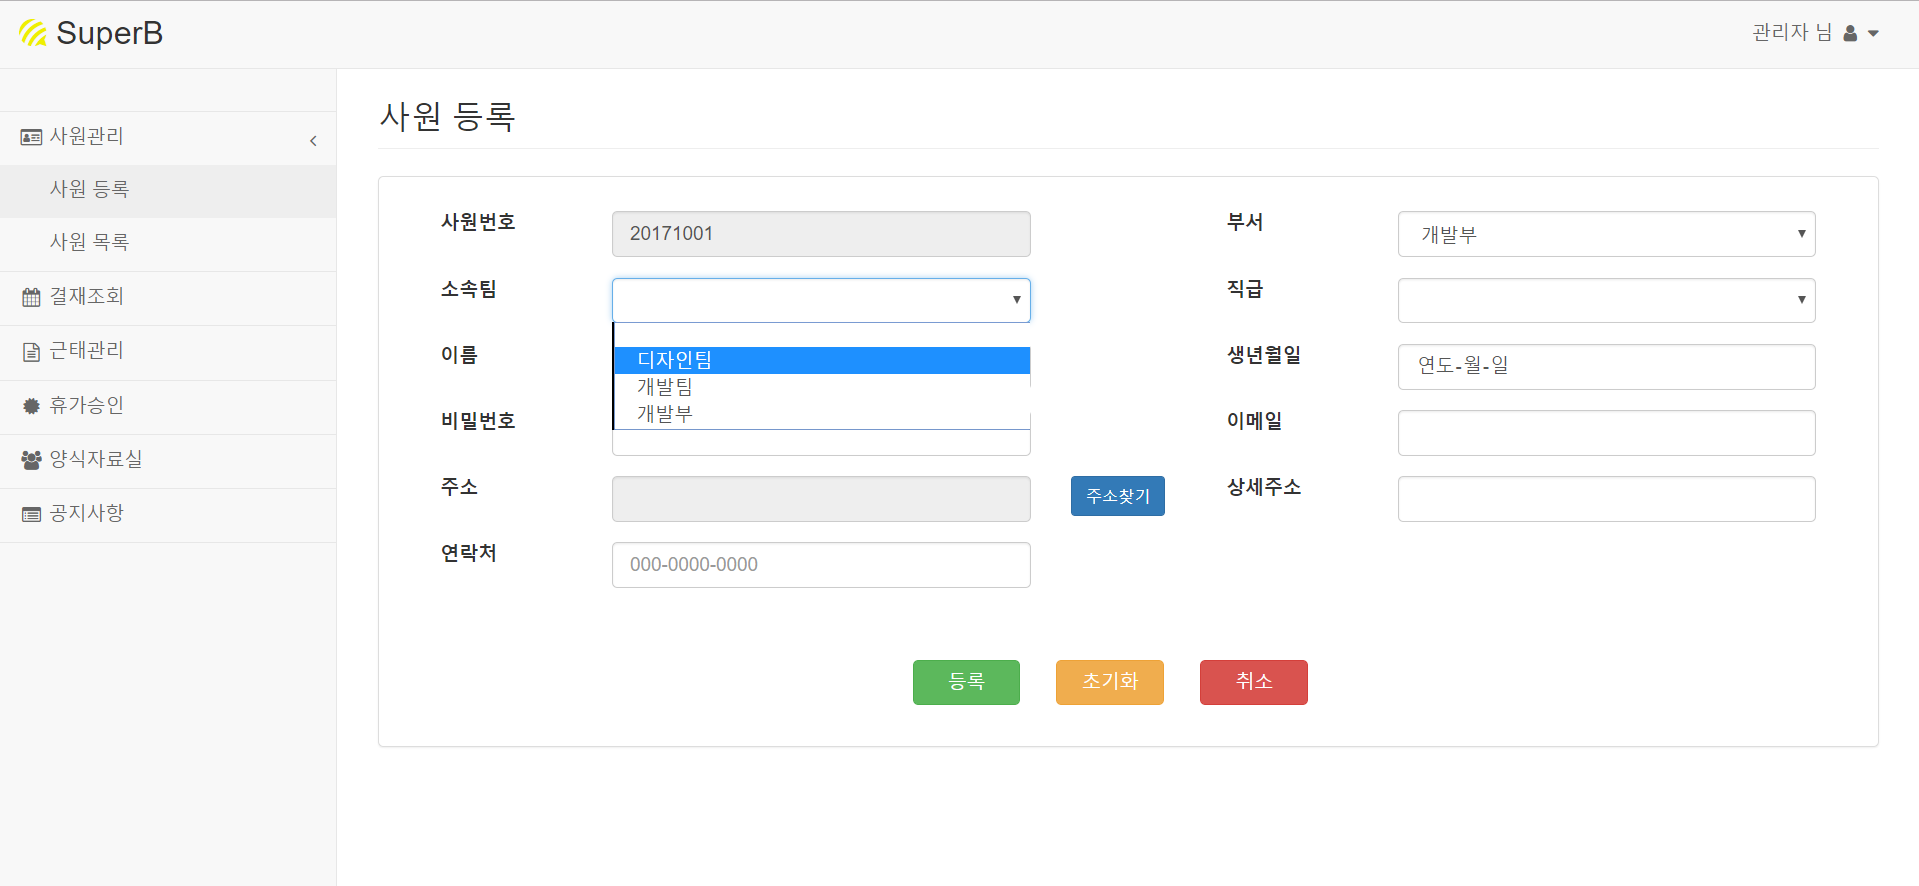 SuperB
관리자 님
사원관리
사원 등록
사원 목록
결재조회
근태관리
휴가승인
양식자료실
공지사항
사원 등록
사원번호 20171001 부서 개발부
소속팀 직급
디자인팀
개발팀
개발부
이름 생년월일 연도-월-일
비밀번호 이메일
주소 주소찾기 상세주소
연락처 000-0000-0000
등록 초기화 취소